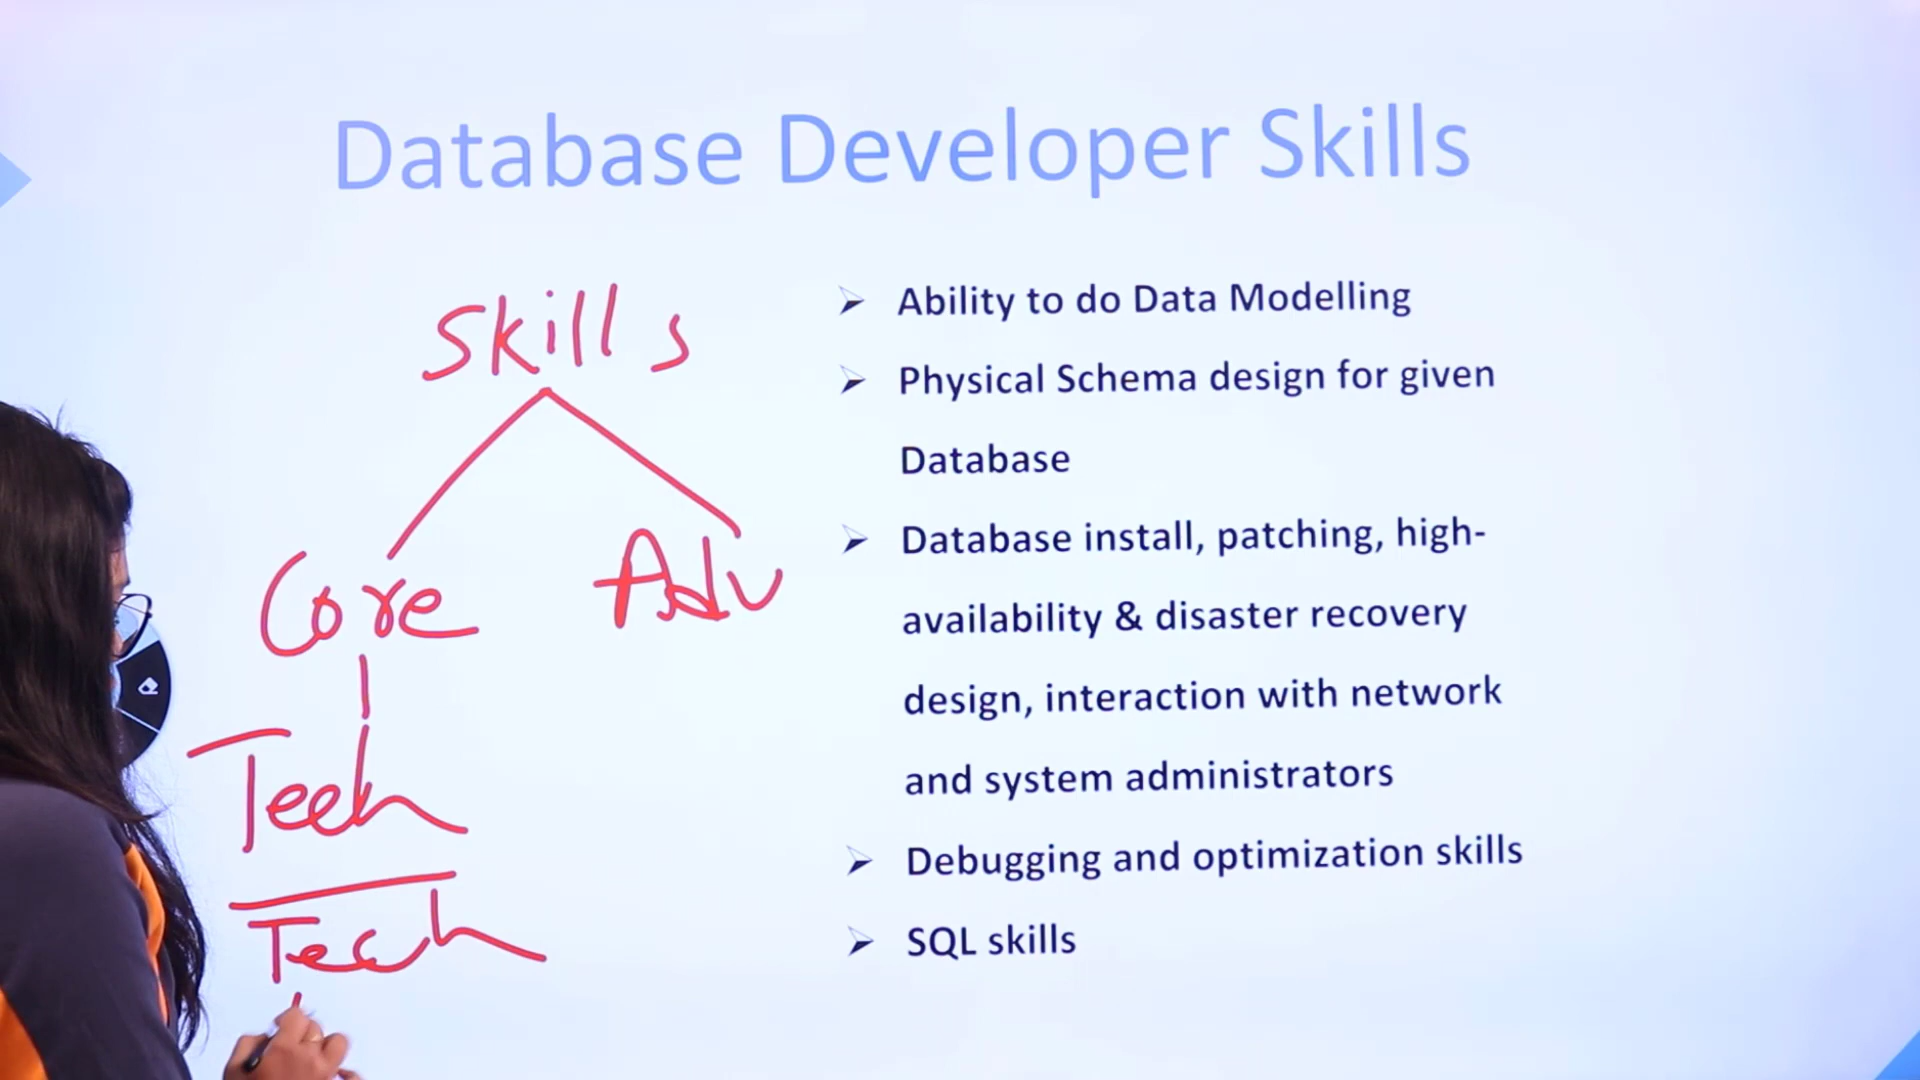 Database Developer Skills
Skills
Core Adv
Tech
Tech
➢ Ability to do Data Modelling
➢ Physical Schema design for given
Database
➢ Database install, patching, high-
availability & disaster recovery
design, interaction with network
and system administrators
➢ Debugging and optimization skills
➢ SQL skills